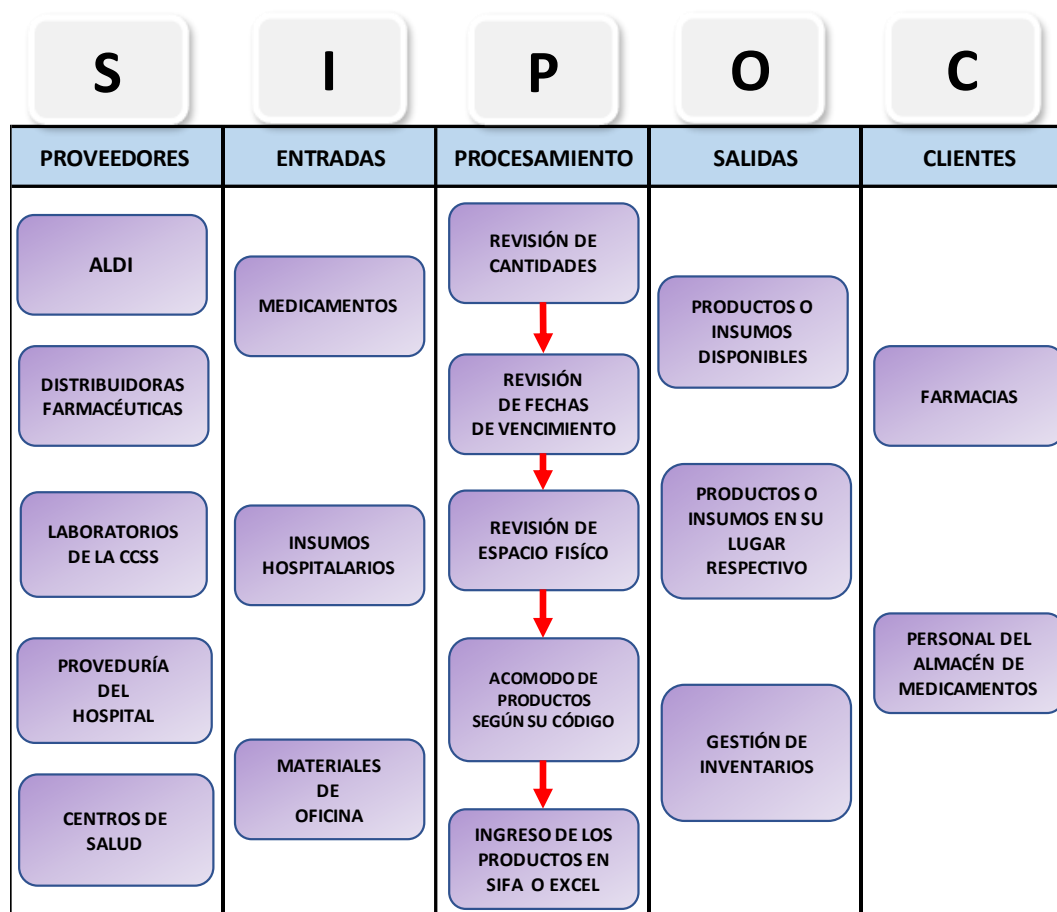 S
I
P
O
C
PROVEEDORES
ENTRADAS
PROCESAMIENTO
SALIDAS
CLIENTES
ALDI
DISTRIBUIDORAS
FARMACÉUTICAS
LABORATORIOS
DE LA CCSS
PROVEDURÍA
DEL
HOSPITAL
CENTROS DE
SALUD
MEDICAMENTOS
INSUMOS
HOSPITALARIOS
MATERIALES
DE
OFICINA
REVISIÓN DE
CANTIDADES
REVISIÓN
DE FECHAS
DE VENCIMIENTO
REVISIÓN DE
ESPACIO FISÍCO
ACOMODO DE
PRODUCTOS
SEGÚN SU CÓDIGO
INGRESO DE LOS
PRODUCTOS EN
SIFA O EXCEL
PRODUCTOS O
INSUMOS
DISPONIBLES
PRODUCTOS O
INSUMOS EN SU
LUGAR
RESPECTIVO
GESTIÓN DE
INVENTARIOS
FARMACIAS
PERSONAL DEL
ALMACÉN DE
MEDICAMENTOS